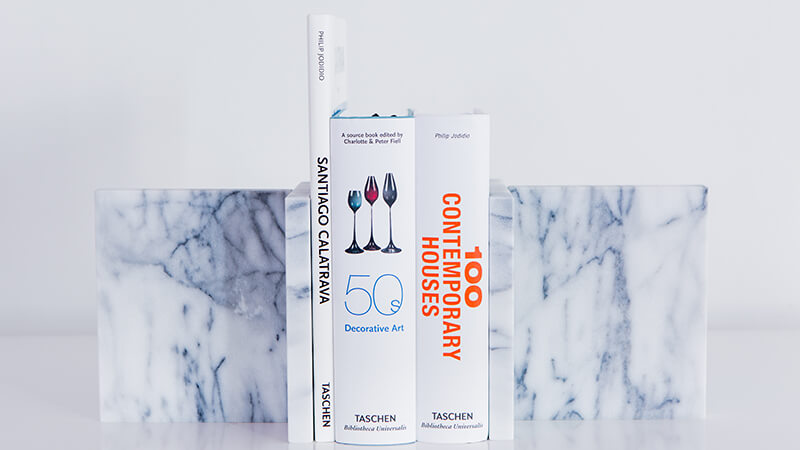 PHILIP JODIDIO
SANTIAGO CALATRAVA
TASCHEN
A source book edited by
Charlotte & Peter Fiell
50s
Decorative Art
TASCHEN
Bibliotheca Universalis
Philip Jodidio
100
CONTEMPORARY
HOUSES
TASCHEN
Bibliotheca Universalis